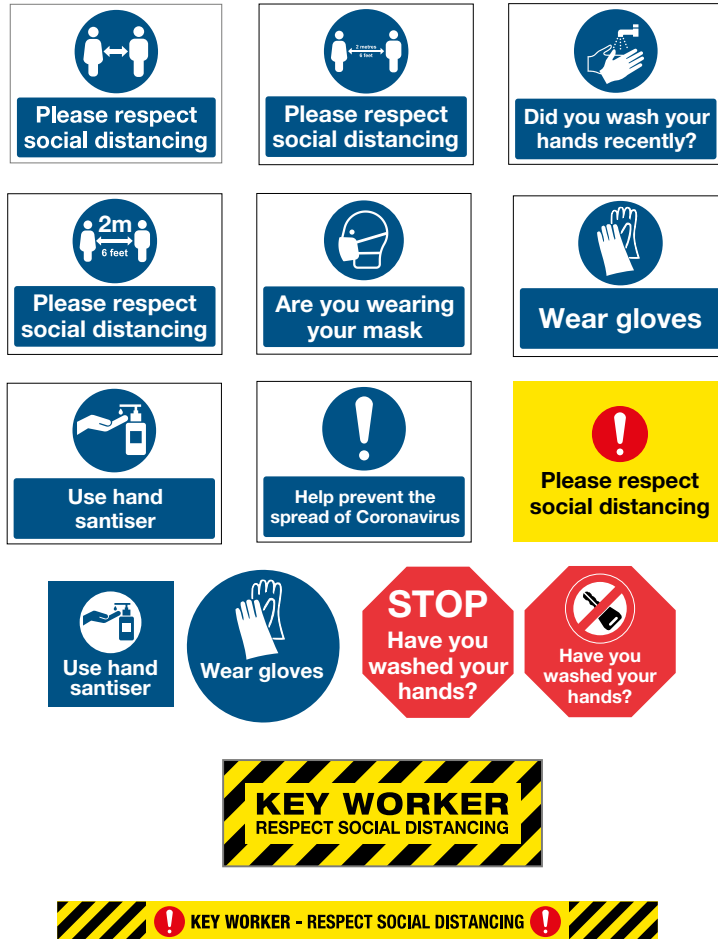 Please respect
social distancing
2 metres
6 feet
Please respect
social distancing
Did you wash your
hands recently?
2m
6 feet
Please respect
social distancing
Are you wearing
your mask
Wear gloves
Use hand
santiser
Help prevent the
spread of Coronavirus
Please respect
social distancing
Use hand
santiser
Wear gloves
STOP
Have you
washed your
hands?
Have you
washed your
hands?
KEY WORKER
RESPECT SOCIAL DISTANCING
KEY WORKER - RESPECT SOCIAL DISTANCING